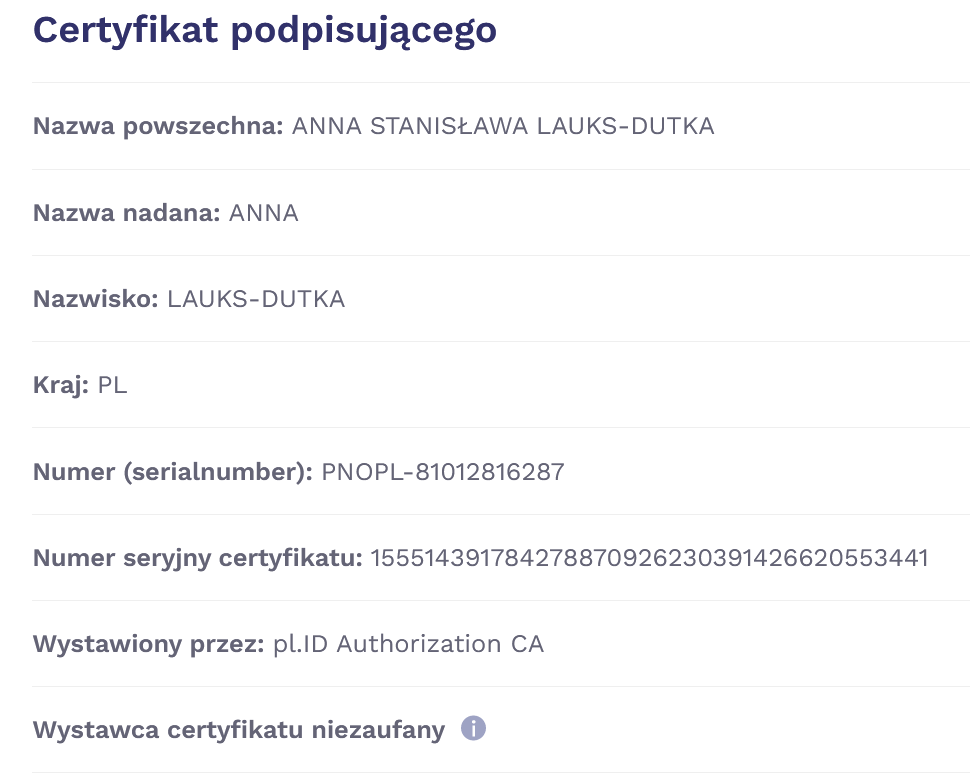 Certyfikat podpisującego
Nazwa powszechna: ANNA STANISŁAWA LAUKS-DUTKA
Nazwa nadana: ANNA
Nazwisko: LAUKS-DUTKA
Kraj: PL
Numer (serialnumber): PNOPL-81012816287
Numer seryjny certyfikatu: 155514391784278870926230391426620553441
Wystawiony przez: pl.ID Authorization CA
Wystawca certyfikatu niezaufany